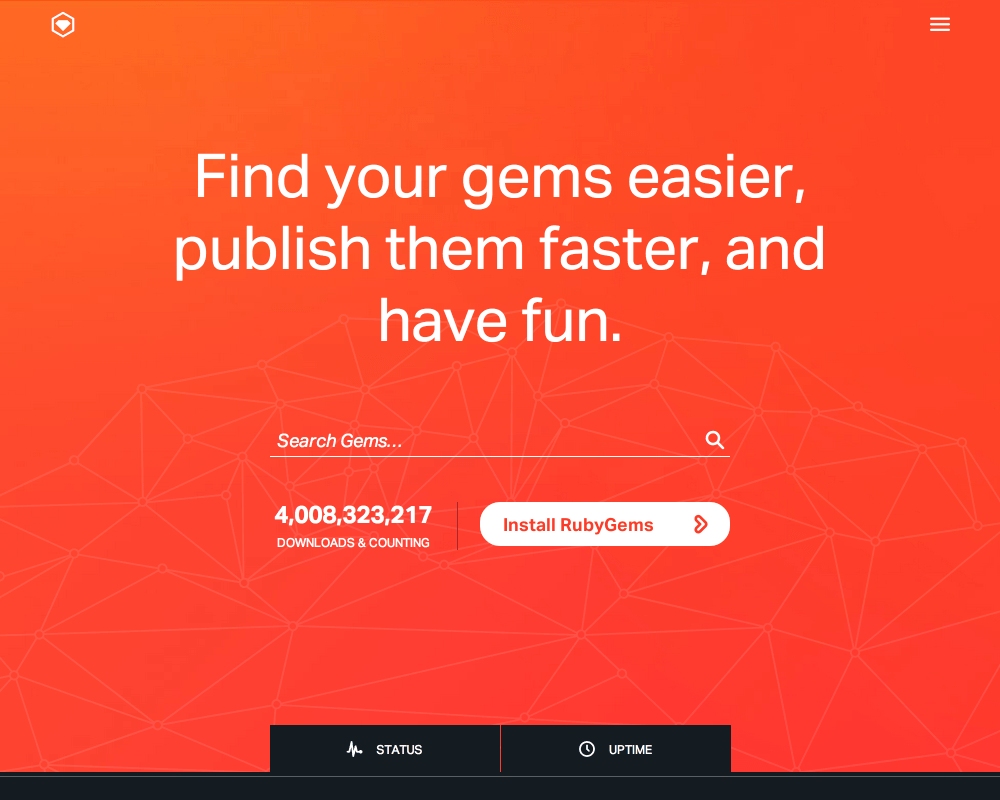 Find your gems easier,
publish them faster, and
have fun.
Search Gems…
4,008,323,217
DOWNLOADS & COUNTING
Install RubyGems
STATUS
UPTIME